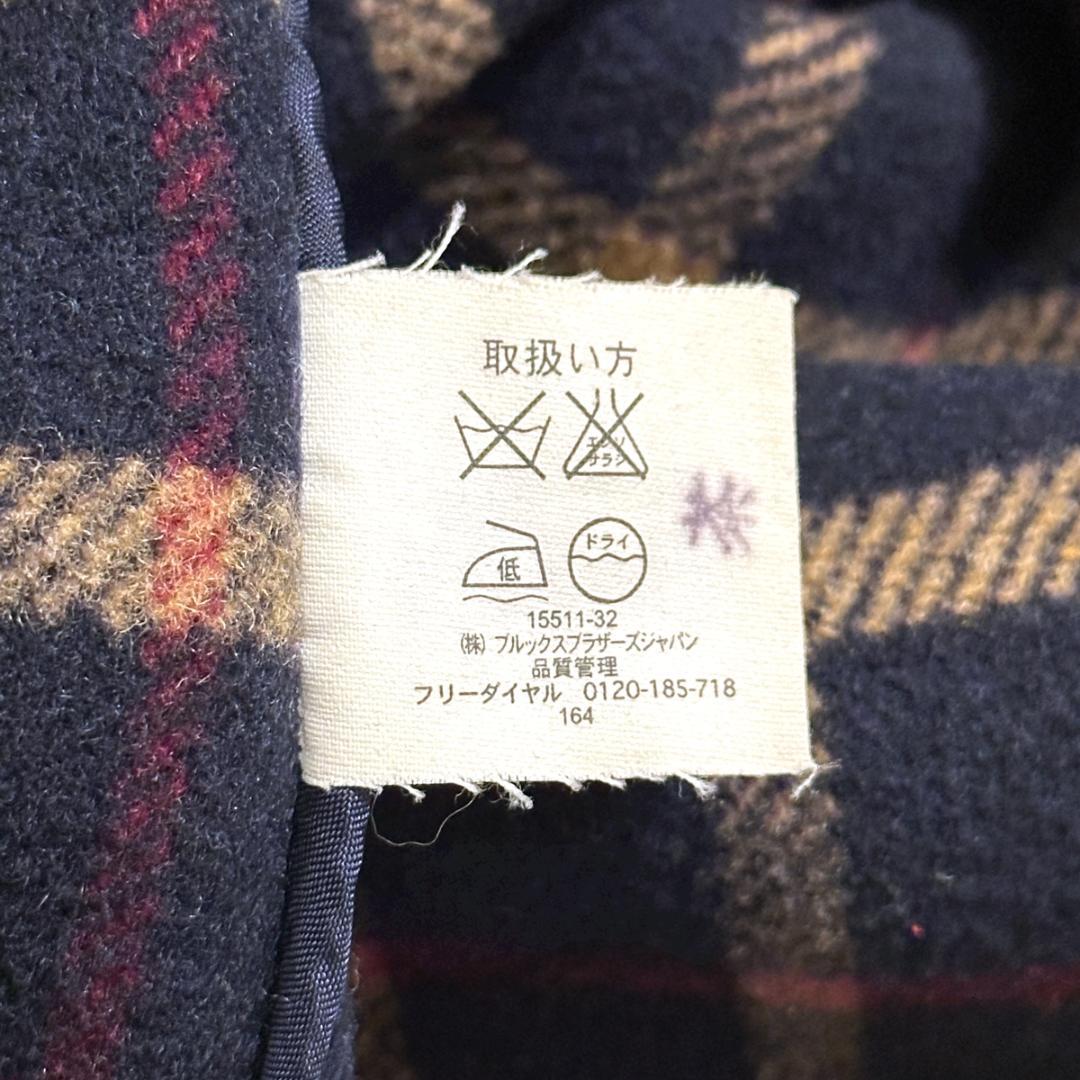 取扱い方
エンソ
サラシ
低
ドライ
茶
15511-32
(株) ブルックスブラザーズジャパン
品質管理
フリーダイヤル 0120-185-718
164